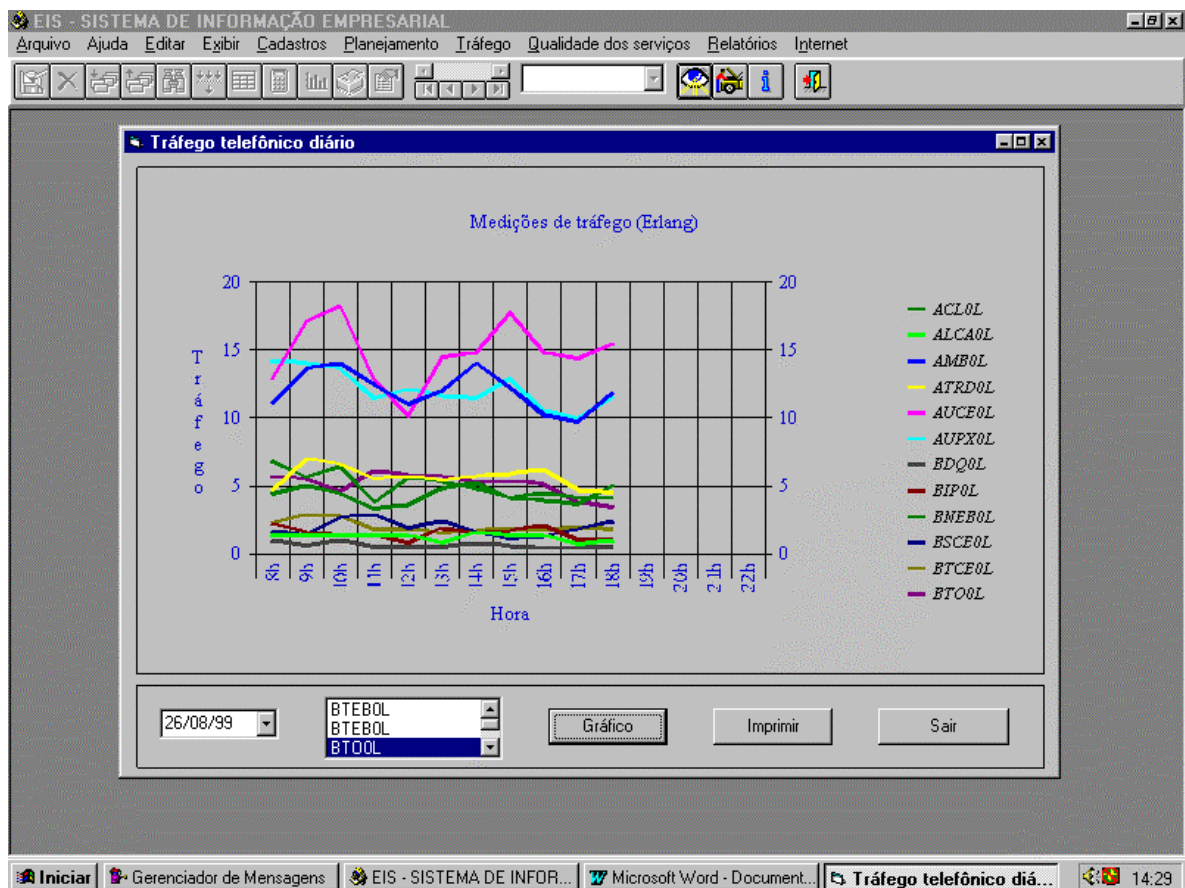 EIS - SISTEMA DE INFORMAÇÃO EMPRESARIAL
Arquivo Ajuda Editar Exibir Cadastros Planejamento Tráfego Qualidade dos serviços Relatórios Internet
Tráfego telefônico diário
Medições de tráfego (Erlang)
20 20
15 15
10 10
5 5
0 0
Tráfego
8h 9h 10h 11h 12h 13h 14h 15h 16h 17h 18h 19h 20h 21h 22h
Hora
ACL0L
ALCA0L
AMB0L
ATRD0L
AUCE0L
AUPX0L
BDQ0L
BIP0L
BNEB0L
BSCE0L
BTCE0L
BTO0L
26/08/99
BTEB0L
BTEB0L
BTO0L
Gráfico Imprimir Sair
Iniciar Gerenciador de Mensagens EIS - SISTEMA DE INFOR... Microsoft Word - Document... Tráfego telefônico diá... 14:29